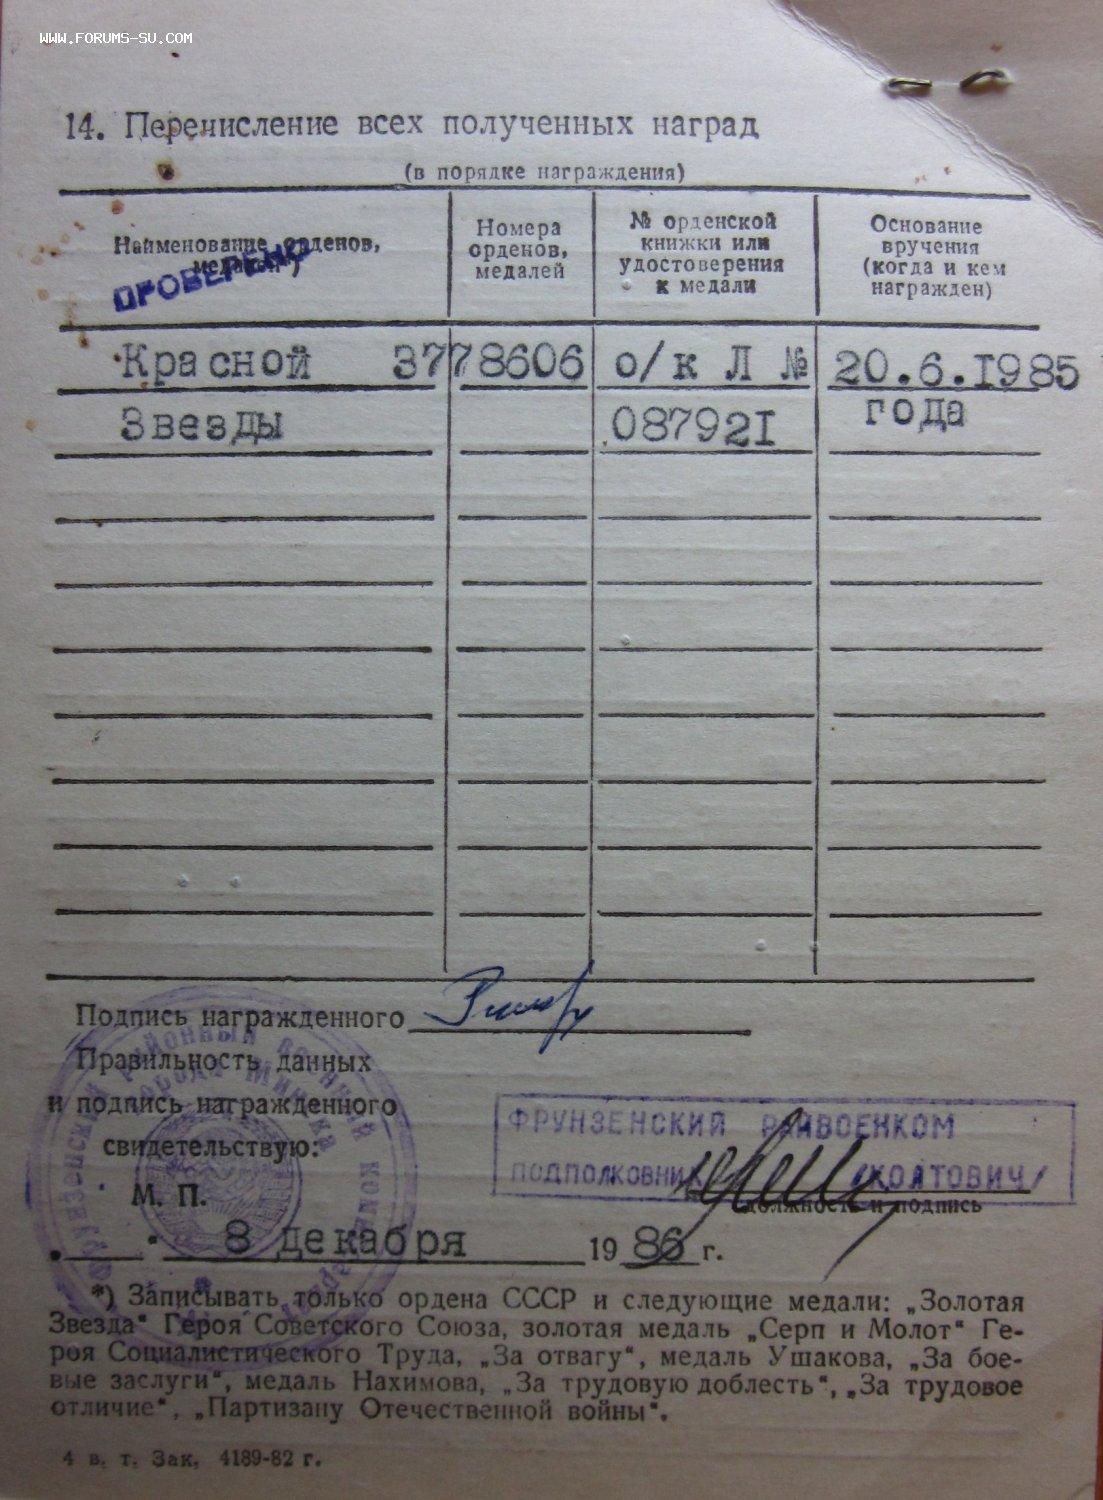 WWW.FORUMS-SU.COM
14. Перечисление всех полученных наград
(в порядке награждения)
Наименование орденов, медалей*)
Номера орденов, медалей
№ орденской книжки или удостоверения к медали
Основание вручения (когда и кем награжден)
ПРОВЕРЕНО
Красной 3778606 о/к Л № 20.6.1985
Звезды 087921 года
Подпись награжденного
Правильность данных
и подпись награжденного
свидетельствую:
М. П.
ФРУНЗЕНСКИЙ РАЙВОЕНКОМ
ПОДПОЛКОВНИК /КОЛТОВИЧ/
должность и подпись
8 декабря 1986 г.
*) Записывать только ордена СССР и следующие медали: „Золотая
Звезда“ Героя Советского Союза, золотая медаль „Серп и Молот“ Ге-
роя Социалистического Труда, „За отвагу“, медаль Ушакова, „За бое-
вые заслуги“, медаль Нахимова, „За трудовую доблесть“, „За трудовое
отличие“, „Партизану Отечественной войны“.
4 в. т. Зак. 4189-82 г.